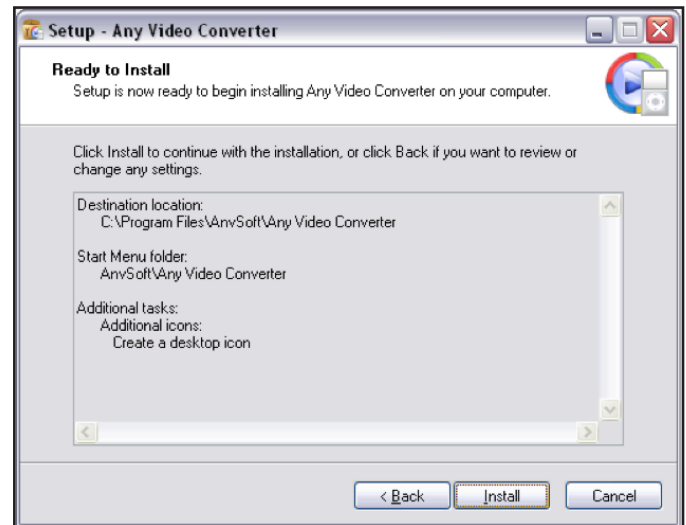 Setup - Any Video Converter
Ready to Install
Setup is now ready to begin installing Any Video Converter on your computer.
Click Install to continue with the installation, or click Back if you want to review or
change any settings.
Destination location:
C:\Program Files\AnvSoft\Any Video Converter
Start Menu folder:
AnvSoft\Any Video Converter
Additional tasks:
Additional icons:
Create a desktop icon
< Back
Install
Cancel